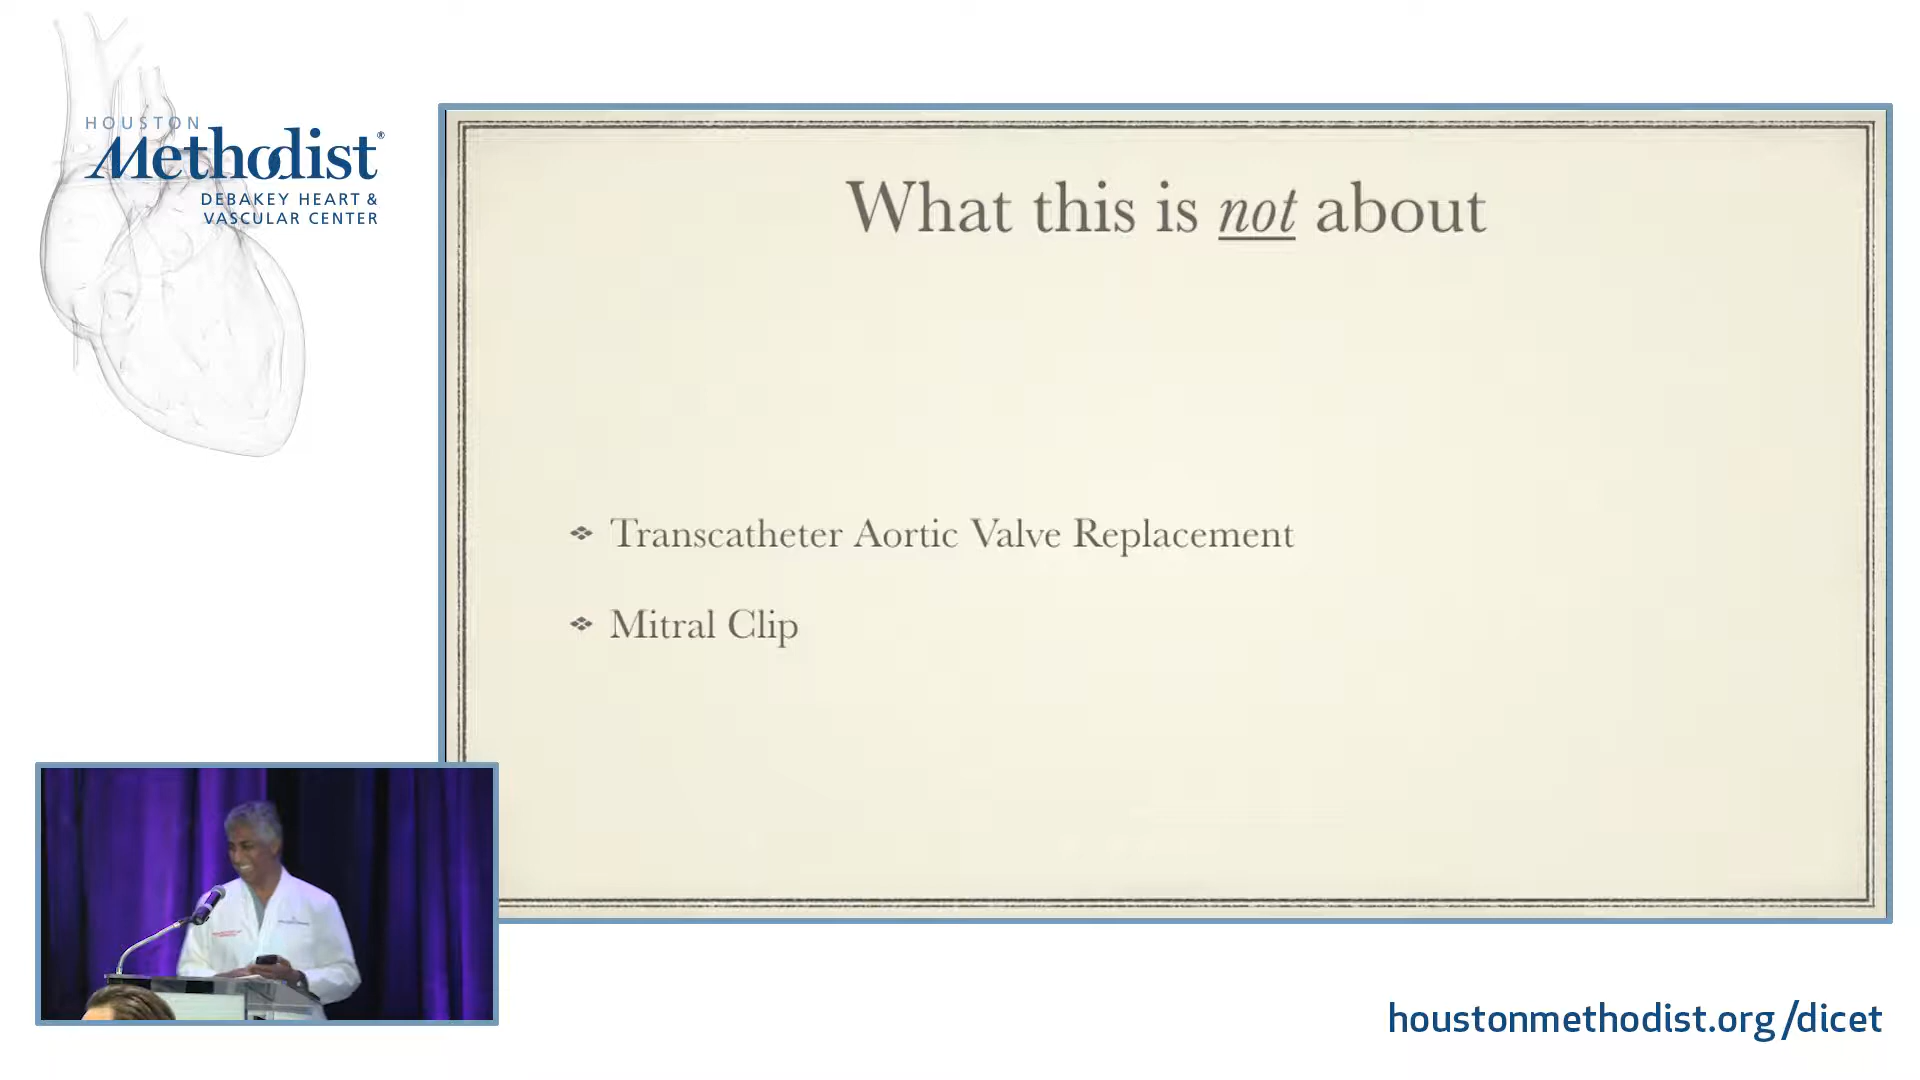 HOUSTON
Methodist®
DEBAKEY HEART &
VASCULAR CENTER
What this is not about
❖ Transcatheter Aortic Valve Replacement
❖ Mitral Clip
houstonmethodist.org/dicet